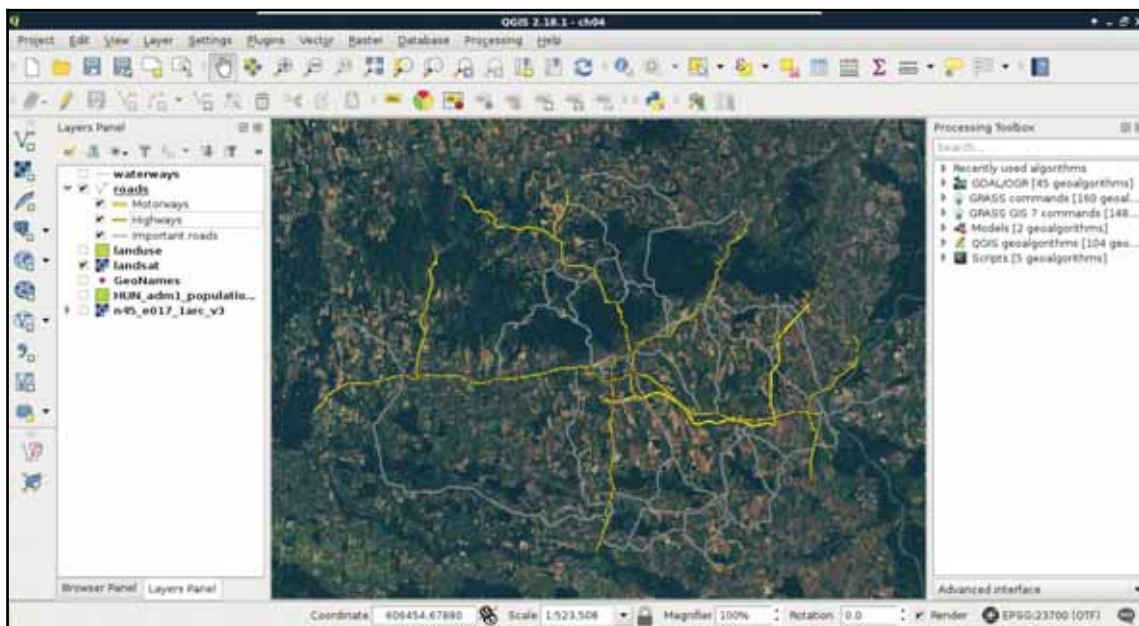 QGIS 2.18.1 - ch04
Project Edit View Layer Settings Plugins Vector Raster Database Processing Help
Layers Panel
waterways
roads
Motorways
Highways
Important roads
landuse
landsat
GeoNames
HUN_adm1_populatio...
n45_e017_1arc_v3
Browser Panel Layers Panel
Processing Toolbox
Search...
Recently used algorithms
GDAL/OGR [45 geoalgorithms]
GRASS commands [160 geoal...
GRASS GIS 7 commands [148...
Models [2 geoalgorithms]
QGIS geoalgorithms [104 geo...
Scripts [5 geoalgorithms]
Advanced interface
Coordinate 606454,67880 Scale 1:523,508 Magnifier 100% Rotation 0.0 Render EPSG:23700 (OTF)